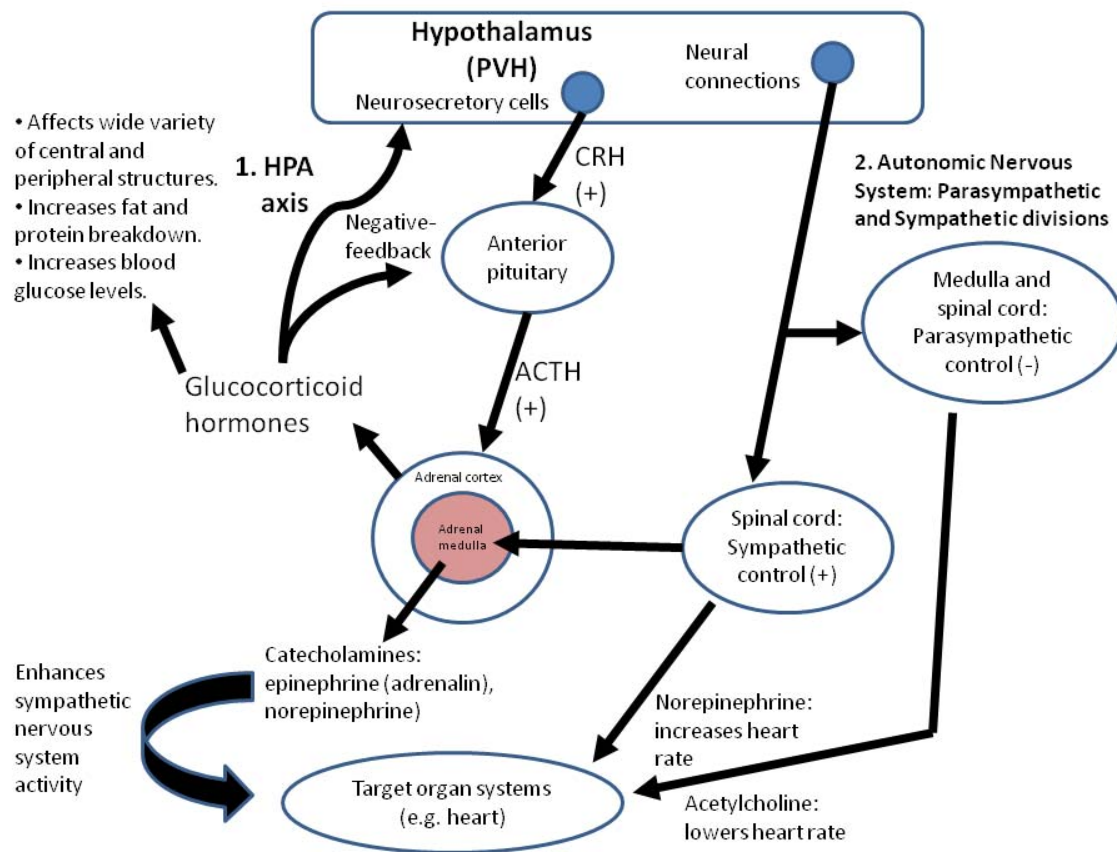 Hypothalamus
(PVH)
Neurosecretory cells
Neural
connections
• Affects wide variety
of central and
peripheral structures.
• Increases fat and
protein breakdown.
• Increases blood
glucose levels.
1. HPA
axis
CRH
(+)
Negative-
feedback
Anterior
pituitary
2. Autonomic Nervous
System: Parasympathetic
and Sympathetic divisions
Medulla and
spinal cord:
Parasympathetic
control (-)
Glucocorticoid
hormones
ACTH
(+)
Adrenal cortex
Adrenal
medulla
Spinal cord:
Sympathetic
control (+)
Catecholamines:
epinephrine (adrenalin),
norepinephrine)
Enhances
sympathetic
nervous
system
activity
Norepinephrine:
increases heart
rate
Target organ systems
(e.g. heart)
Acetylcholine:
lowers heart rate